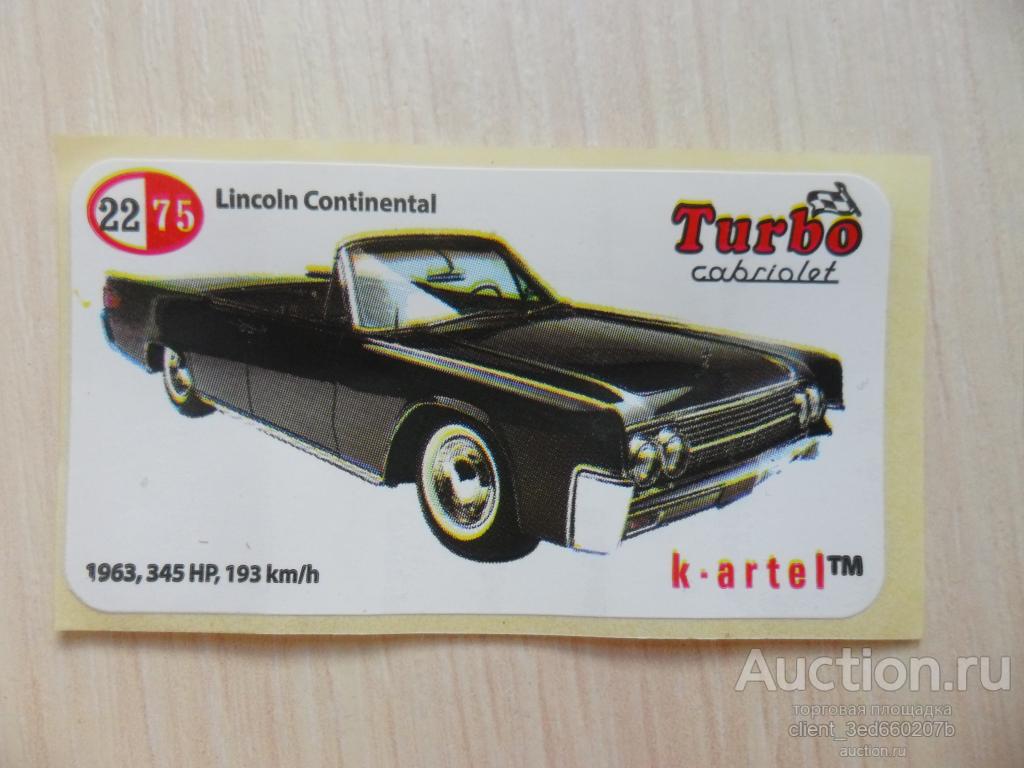 22 75
Lincoln Continental
Turbo
cabriolet
1963, 345 HP, 193 km/h
k·artel™
Auction.ru
торговая площадка
client_3ed660207b
auction.ru